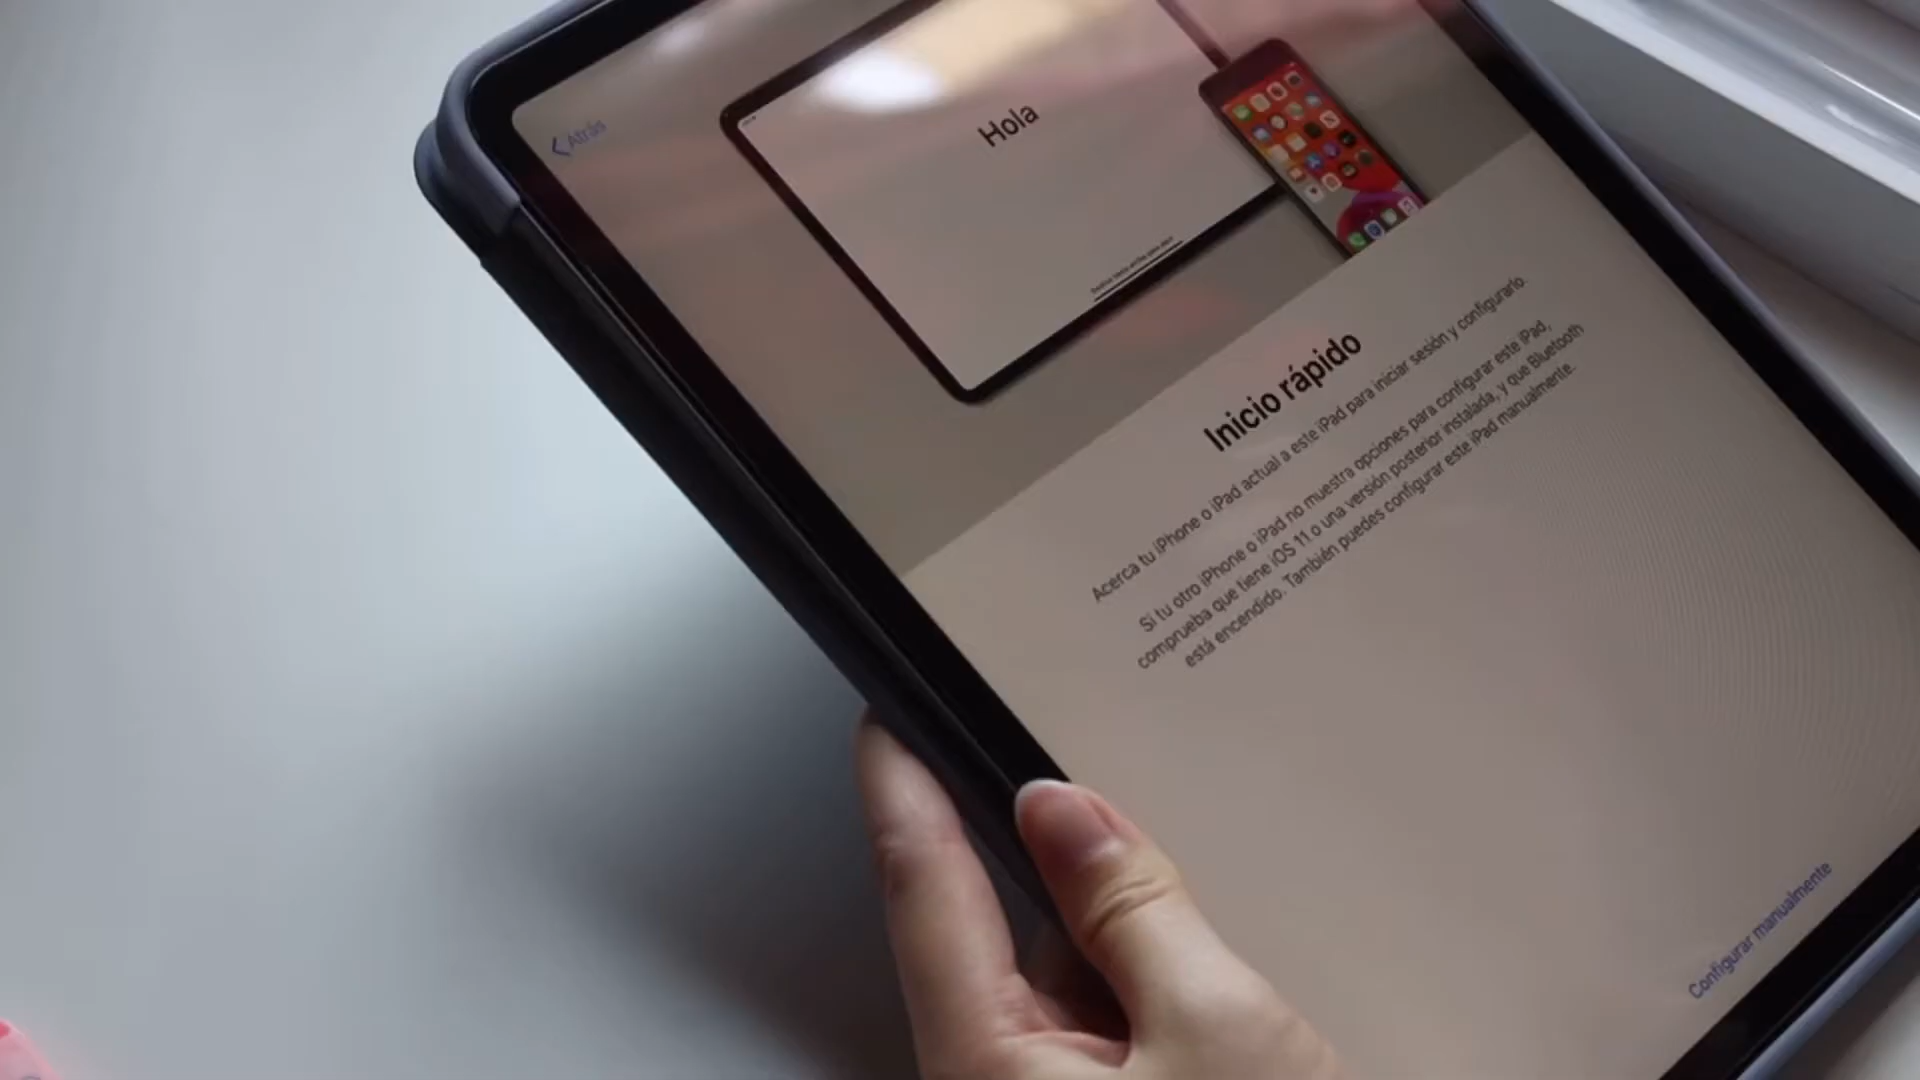 Atrás
Hola
Inicio rápido
Acerca tu iPhone o iPad actual a este iPad para iniciar sesión y configurarlo.
Si tu otro iPhone o iPad no muestra opciones para configurar este iPad,
comprueba que tiene iOS 11 o una versión posterior instalada, y que Bluetooth
está encendido. También puedes configurar este iPad manualmente.
Configurar manualmente